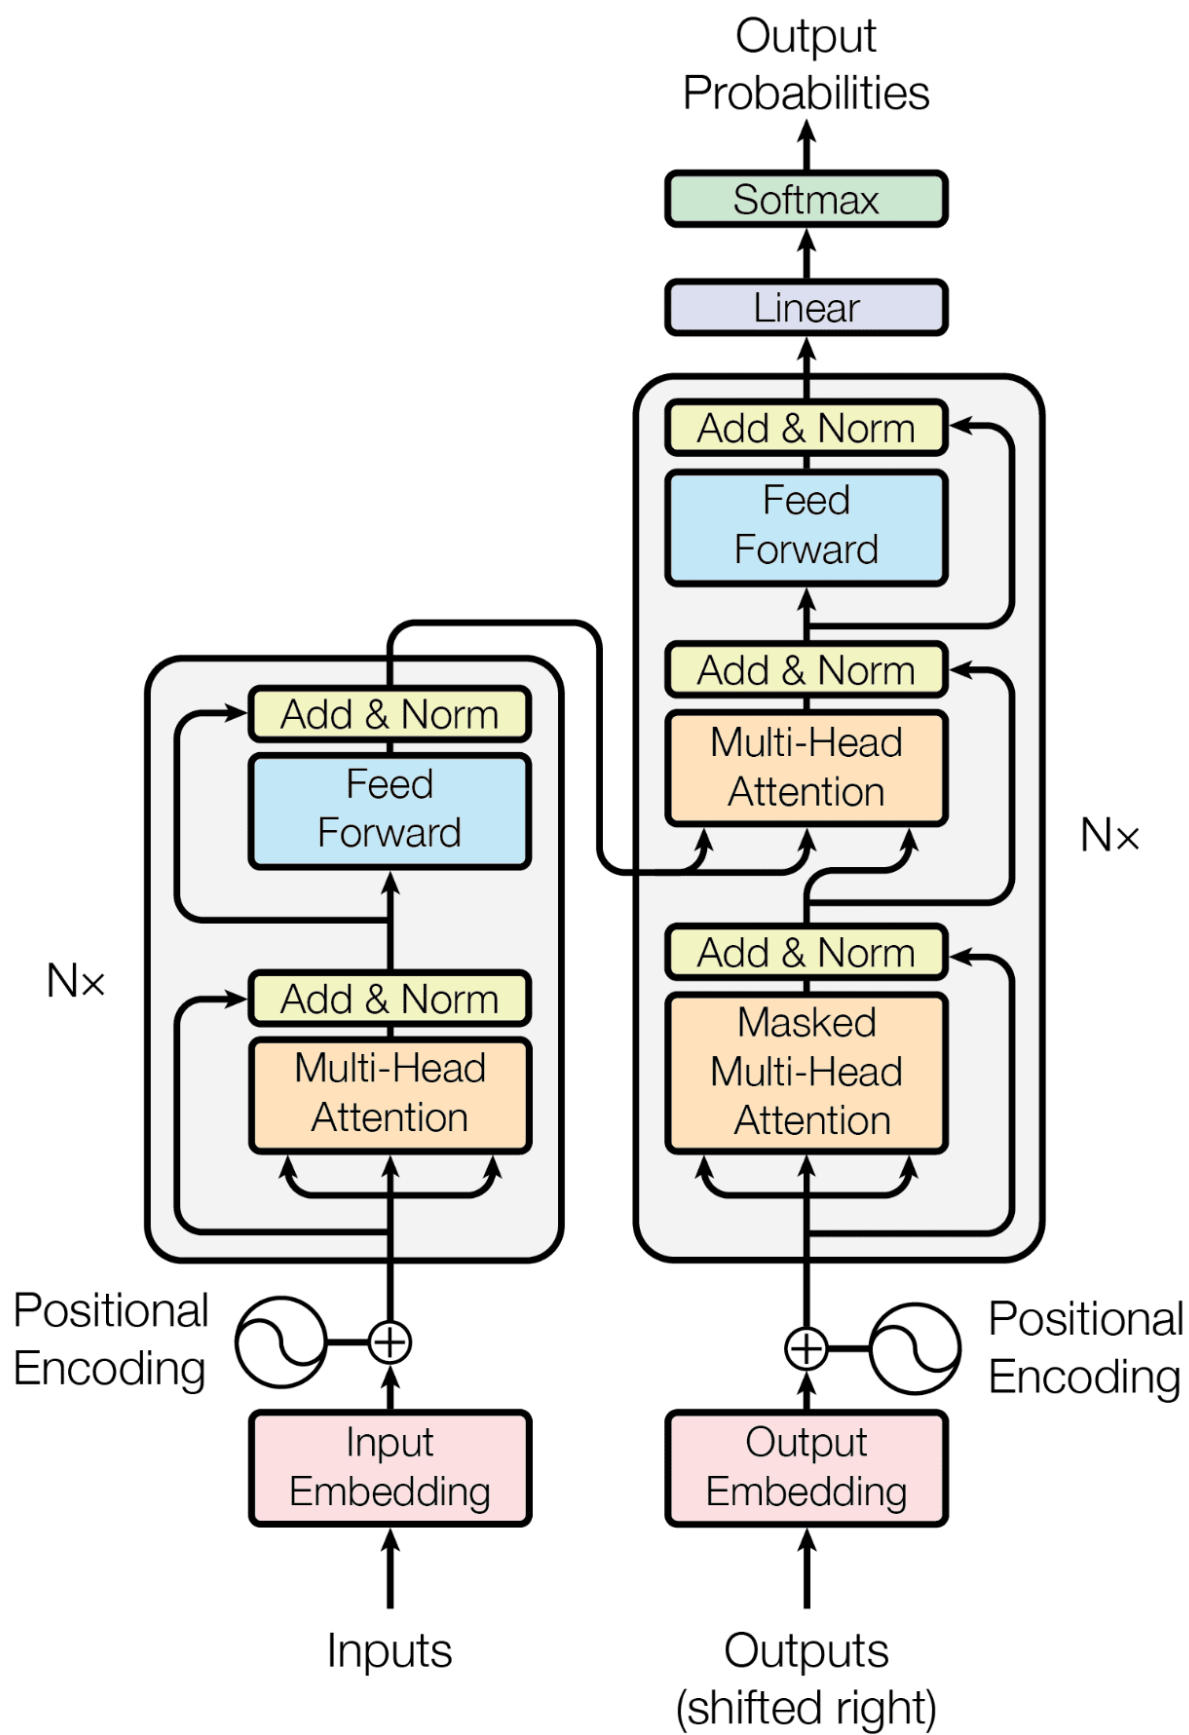 Output
Probabilities
Softmax
Linear
Add & Norm
Feed
Forward
Add & Norm
Multi-Head
Attention
Nx
Add & Norm
Masked
Multi-Head
Attention
Add & Norm
Feed
Forward
Nx
Add & Norm
Multi-Head
Attention
Positional
Encoding
Positional
Encoding
Input
Embedding
Output
Embedding
Inputs
Outputs
(shifted right)